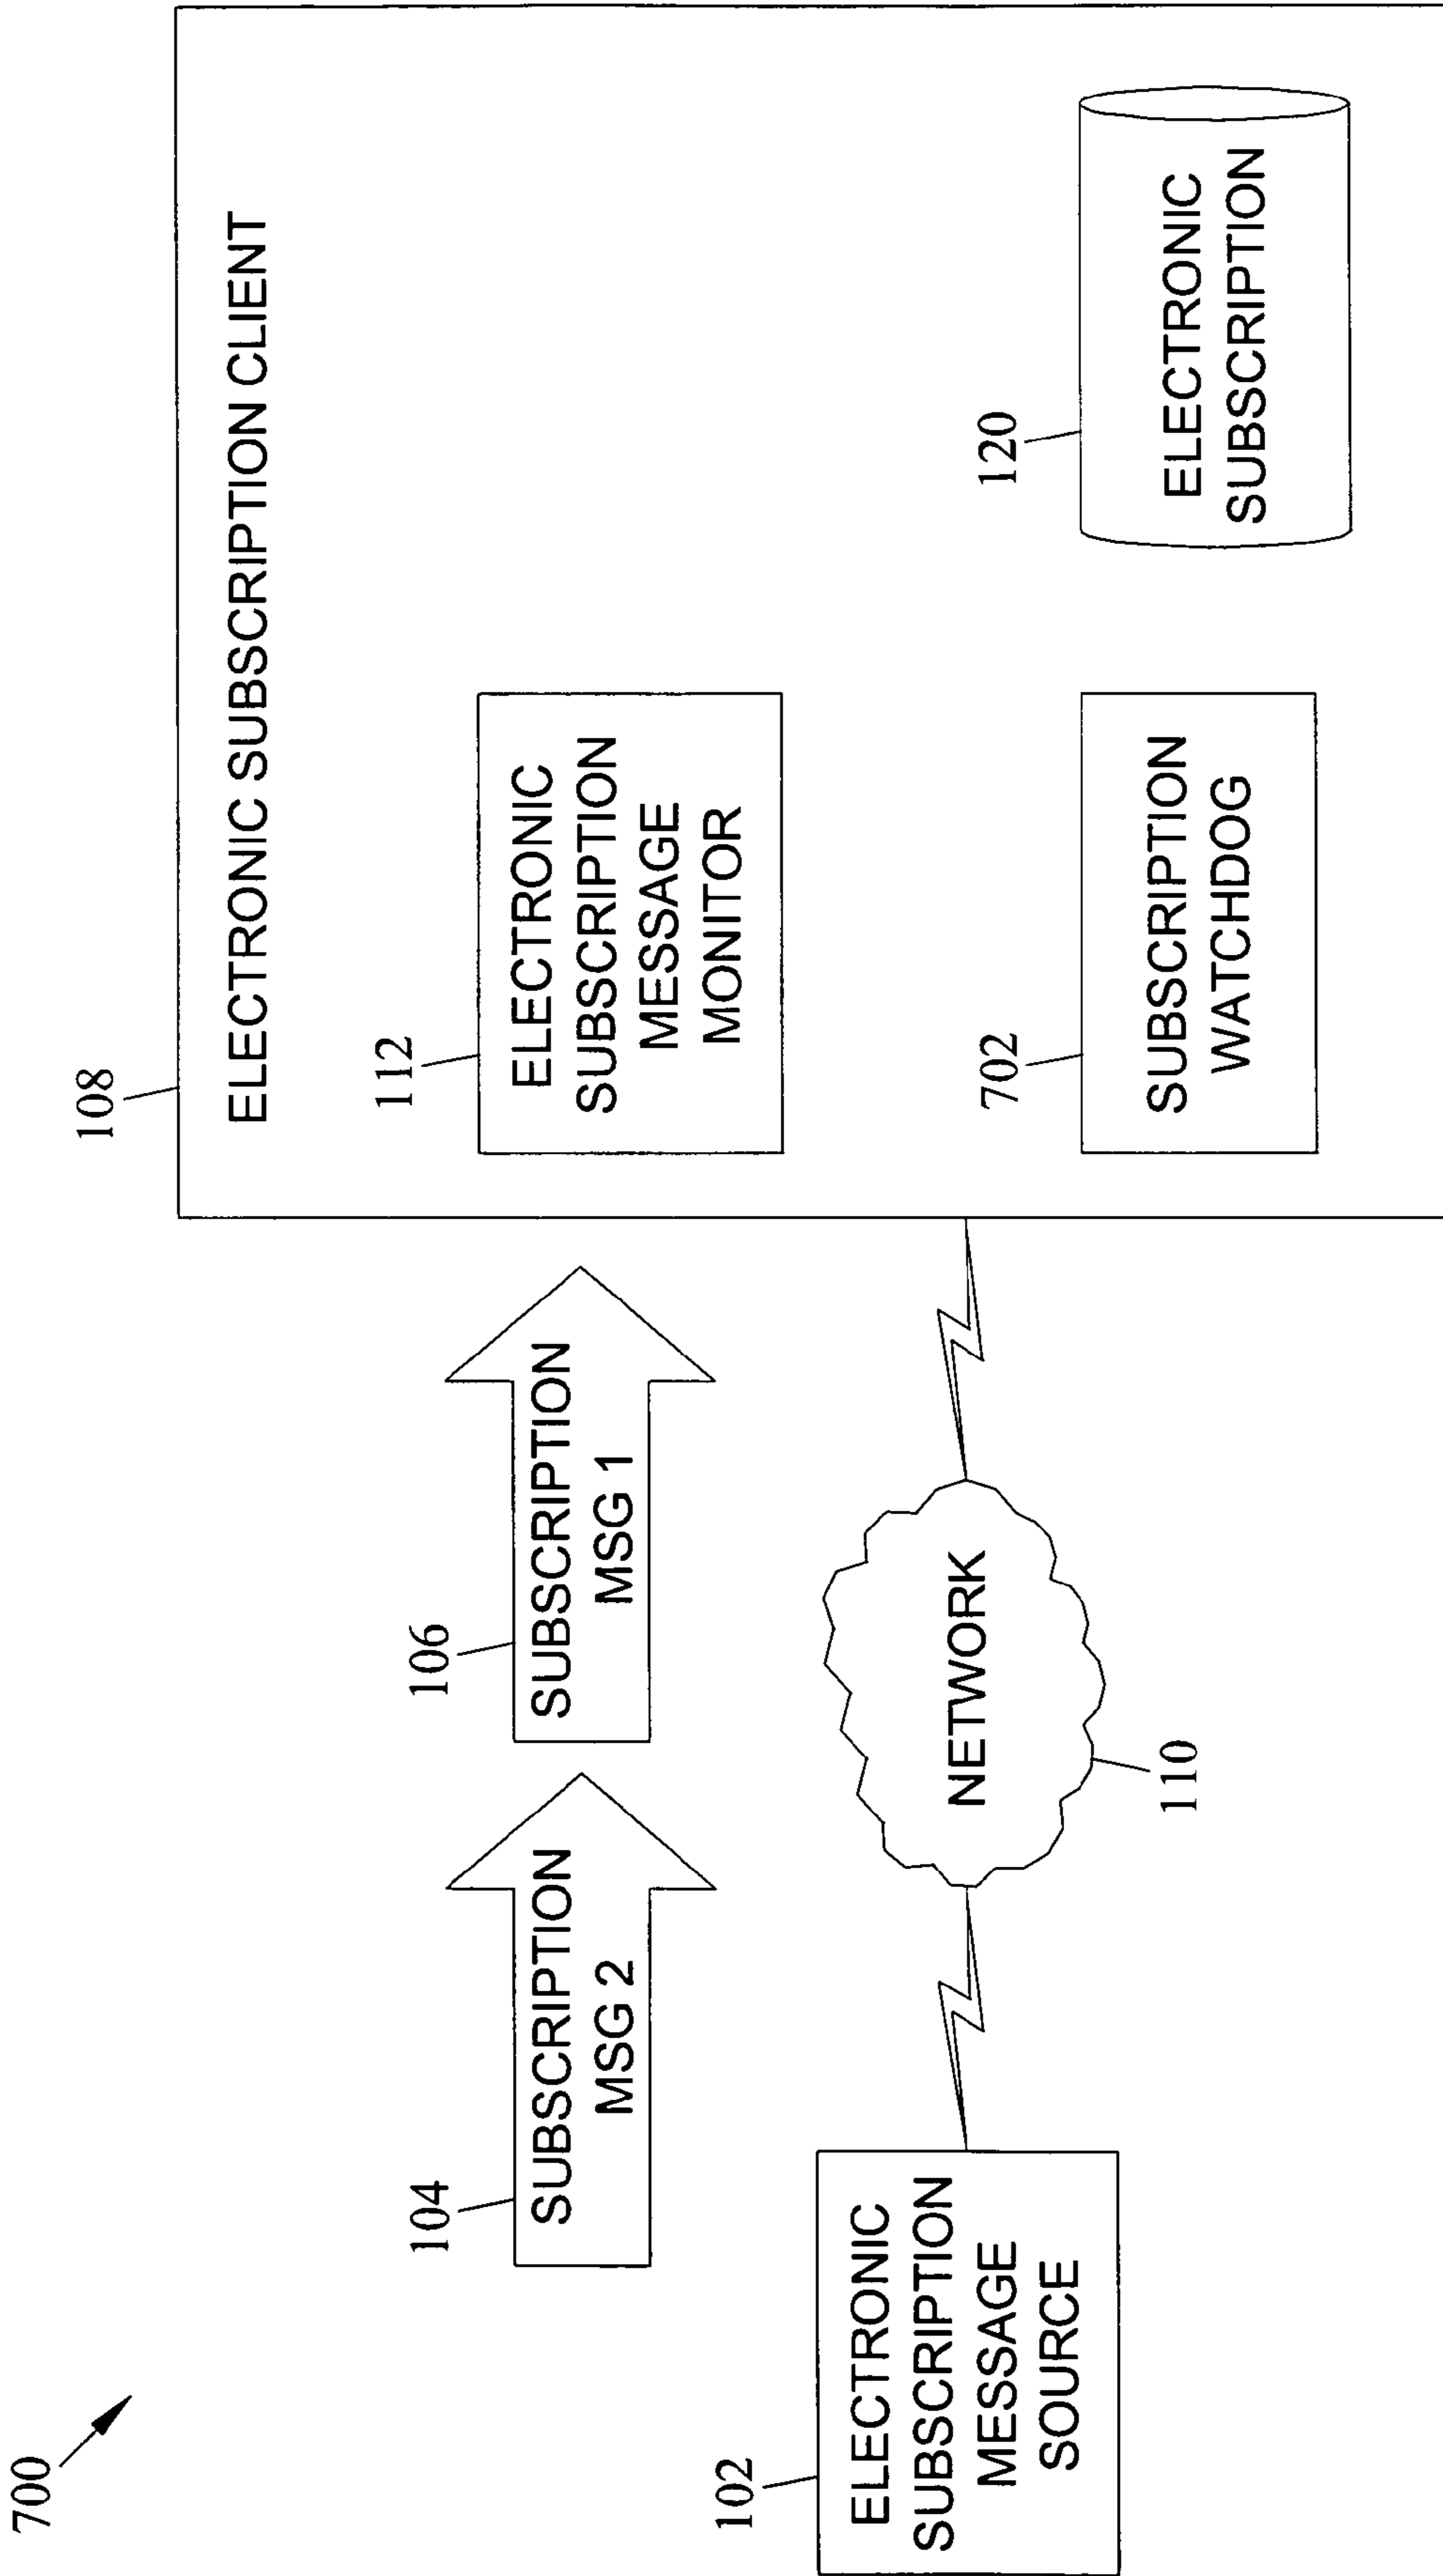 700
108
ELECTRONIC SUBSCRIPTION CLIENT
104
SUBSCRIPTION
MSG 2
106
SUBSCRIPTION
MSG 1
112
ELECTRONIC
SUBSCRIPTION
MESSAGE
MONITOR
102
ELECTRONIC
SUBSCRIPTION
MESSAGE
SOURCE
NETWORK
110
702
SUBSCRIPTION
WATCHDOG
120
ELECTRONIC
SUBSCRIPTION